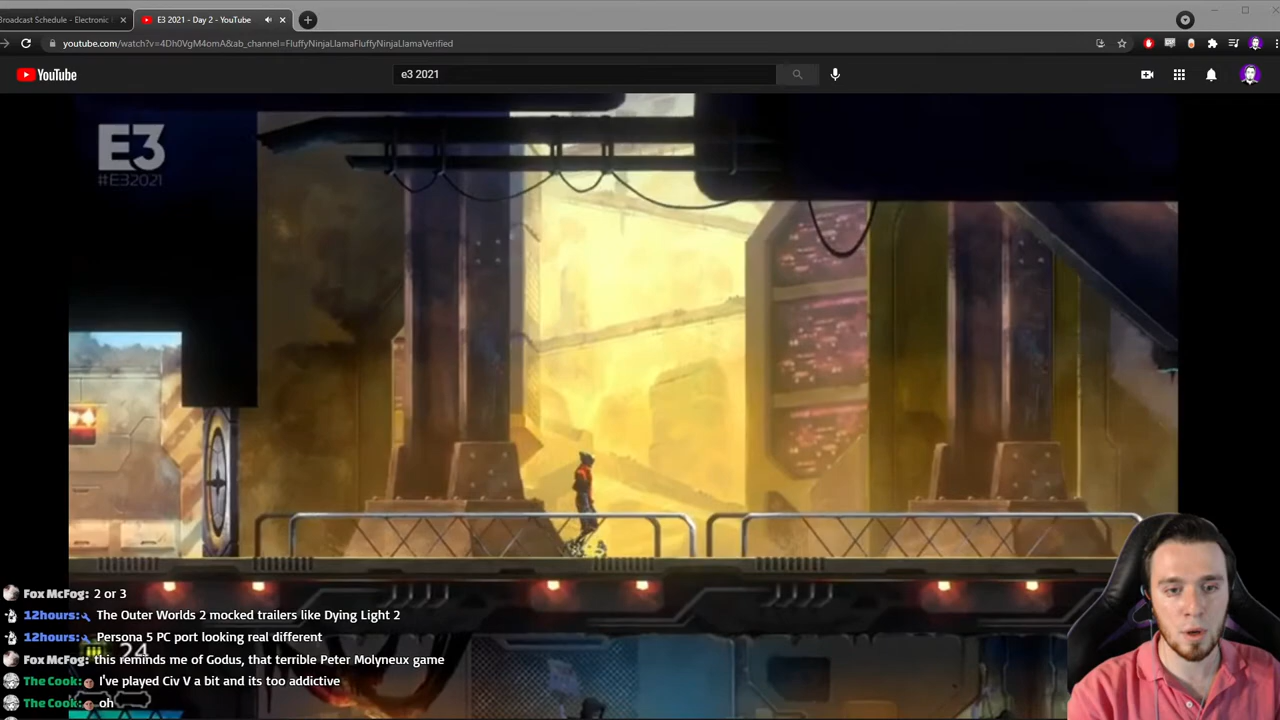 Broadcast Schedule - Electronic
E3 2021 - Day 2 - YouTube
youtube.com/watch?v=4Dh0VgM4omA&ab_channel=FluffyNinjaLlamaFluffyNinjaLlamaVerified
YouTube
e3 2021
E3
#E32021
Fox McFog: 2 or 3
12hours: The Outer Worlds 2 mocked trailers like Dying Light 2
12hours: Persona 5 PC port looking real different
24
Fox McFog: this reminds me of Godus, that terrible Peter Molyneux game
The Cook: I've played Civ V a bit and its too addictive
The Cook: oh